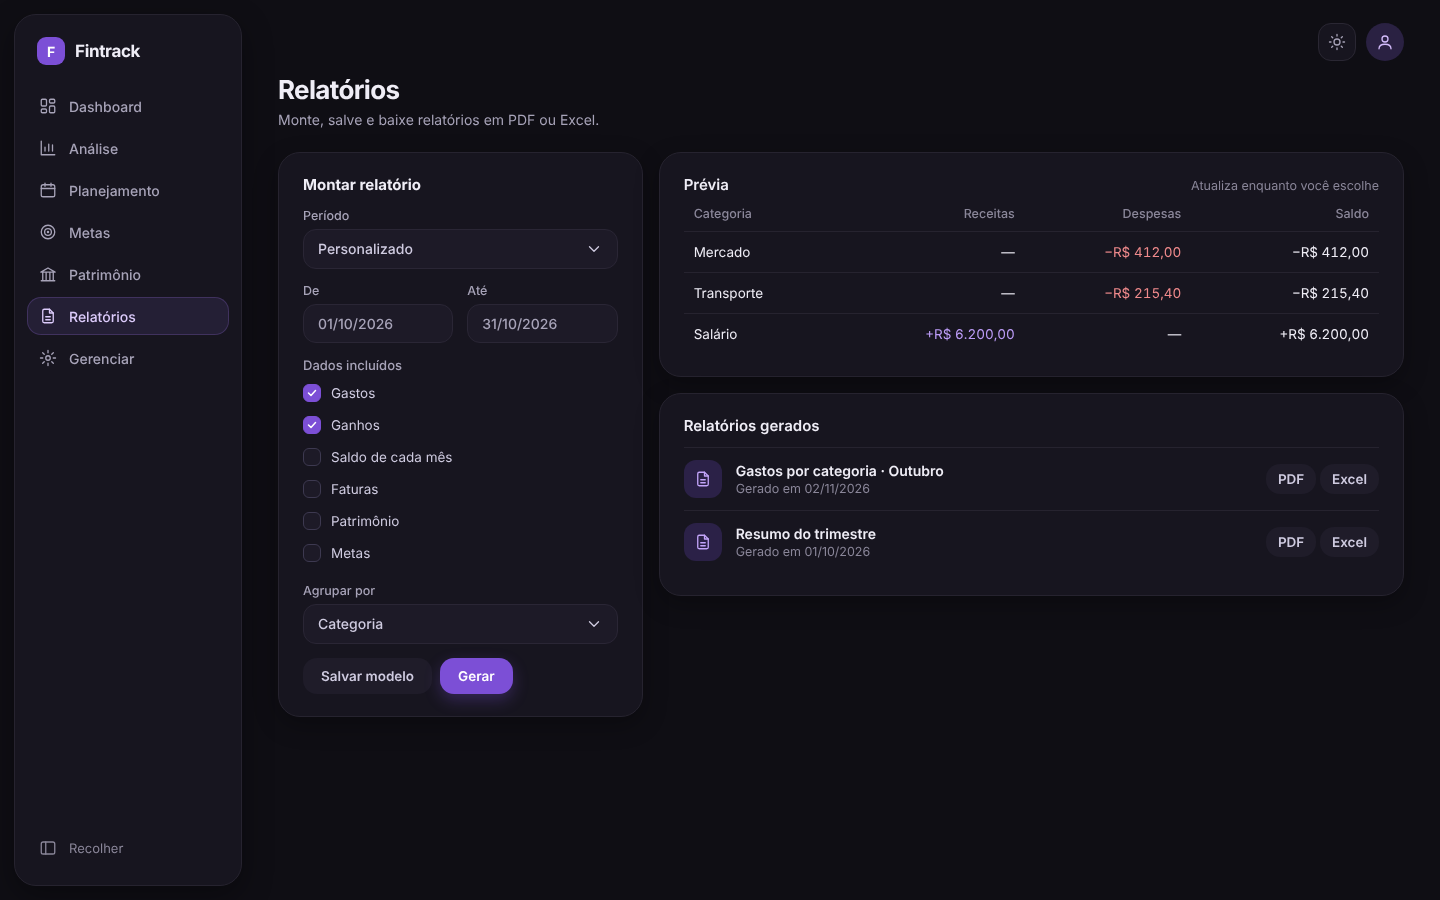 F Fintrack
Dashboard
Análise
Planejamento
Metas
Patrimônio
Relatórios
Gerenciar
Recolher
Relatórios
Monte, salve e baixe relatórios em PDF ou Excel.
Montar relatório
Período
Personalizado
De Até
01/10/2026 31/10/2026
Dados incluídos
Gastos
Ganhos
Saldo de cada mês
Faturas
Patrimônio
Metas
Agrupar por
Categoria
Salvar modelo Gerar
Prévia Atualiza enquanto você escolhe
Categoria Receitas Despesas Saldo
Mercado — −R$ 412,00 −R$ 412,00
Transporte — −R$ 215,40 −R$ 215,40
Salário +R$ 6.200,00 — +R$ 6.200,00
Relatórios gerados
Gastos por categoria · Outubro
Gerado em 02/11/2026
PDF Excel
Resumo do trimestre
Gerado em 01/10/2026
PDF Excel